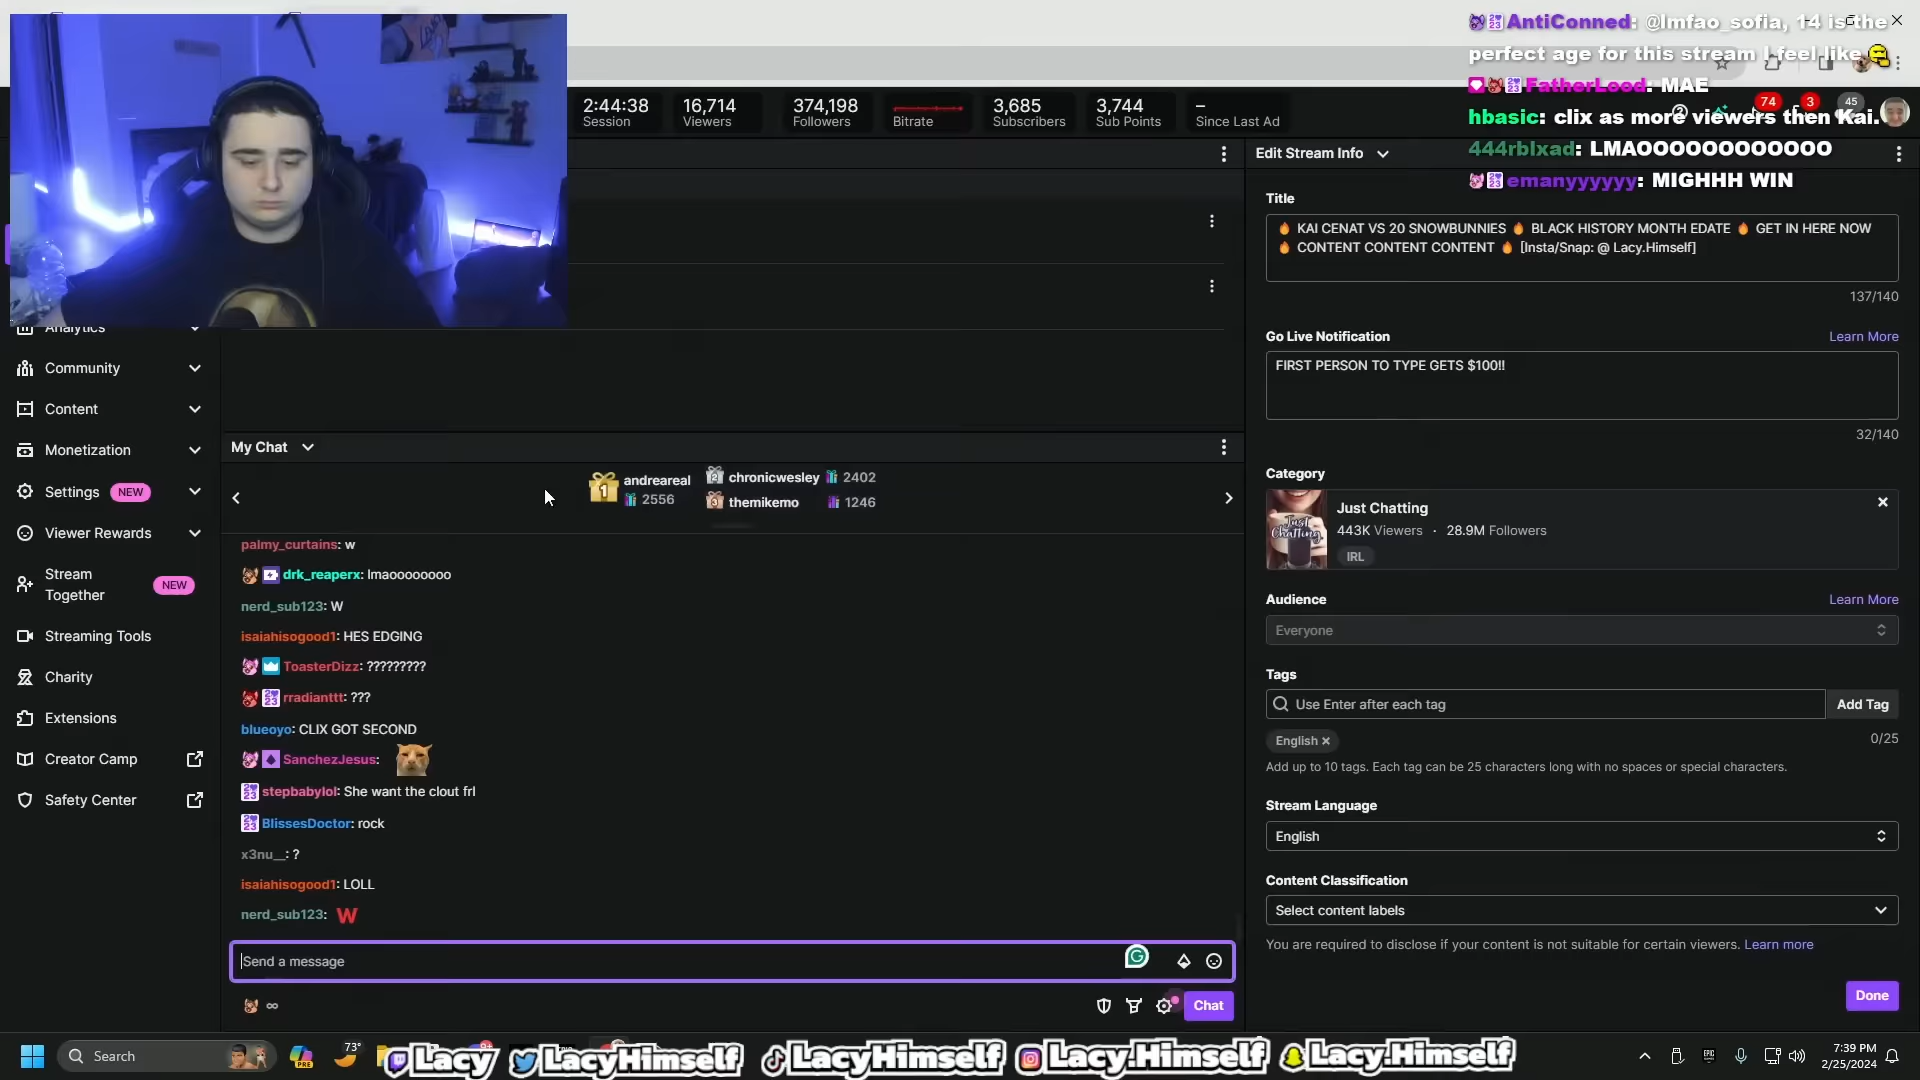 AntiConned: @lmfao_sofia, 14 is the
perfect age for this stream I feel like
FatherLood: MAE
hbasic: clix as more viewers then Kai.
444rblxad: LMAOOOOOOOOOOOO
emanyyyyyy: MIGHHH WIN
2:44:38
Session
16,714
Viewers
374,198
Followers
Bitrate
3,685
Subscribers
3,744
Sub Points
–
Since Last Ad
74
3
45
Analytics
Community
Content
Monetization
Settings NEW
Viewer Rewards
Stream
Together
NEW
Streaming Tools
Charity
Extensions
Creator Camp
Safety Center
My Chat
1
andreareal
2556
chronicwesley 2402
themikemo 1246
palmy_curtains: w
drk_reaperx: lmaoooooooo
nerd_sub123: W
isaiahisogood1: HES EDGING
ToasterDizz: ?????????
rradianttt: ???
blueoyo: CLIX GOT SECOND
SanchezJesus:
stepbabylol: She want the clout frl
BlissesDoctor: rock
x3nu__: ?
isaiahisogood1: LOLL
nerd_sub123: W
Send a message
∞
Chat
Edit Stream Info
Title
KAI CENAT VS 20 SNOWBUNNIES 🔥 BLACK HISTORY MONTH EDATE 🔥 GET IN HERE NOW
🔥 CONTENT CONTENT CONTENT 🔥 [Insta/Snap: @ Lacy.Himself]
137/140
Go Live Notification
Learn More
FIRST PERSON TO TYPE GETS $100!!
32/140
Category
Just Chatting
Just Chatting
443K Viewers · 28.9M Followers
IRL
Audience
Learn More
Everyone
Tags
Use Enter after each tag
Add Tag
English ×
0/25
Add up to 10 tags. Each tag can be 25 characters long with no spaces or special characters.
Stream Language
English
Content Classification
Select content labels
You are required to disclose if your content is not suitable for certain viewers. Learn more
Done
Search
PRE
73°
Lacy
LacyHimself
LacyHimself
Lacy.Himself
Lacy.Himself
EPIC
7:39 PM
2/25/2024